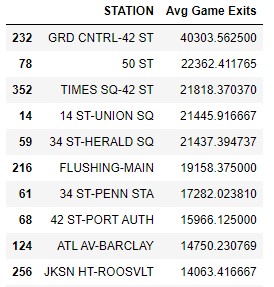 STATION Avg Game Exits
232 GRD CNTRL-42 ST 40303.562500
78 50 ST 22362.411765
352 TIMES SQ-42 ST 21818.370370
14 14 ST-UNION SQ 21445.916667
59 34 ST-HERALD SQ 21437.394737
216 FLUSHING-MAIN 19158.375000
61 34 ST-PENN STA 17282.023810
68 42 ST-PORT AUTH 15966.125000
124 ATL AV-BARCLAY 14750.230769
256 JKSN HT-ROOSVLT 14063.416667